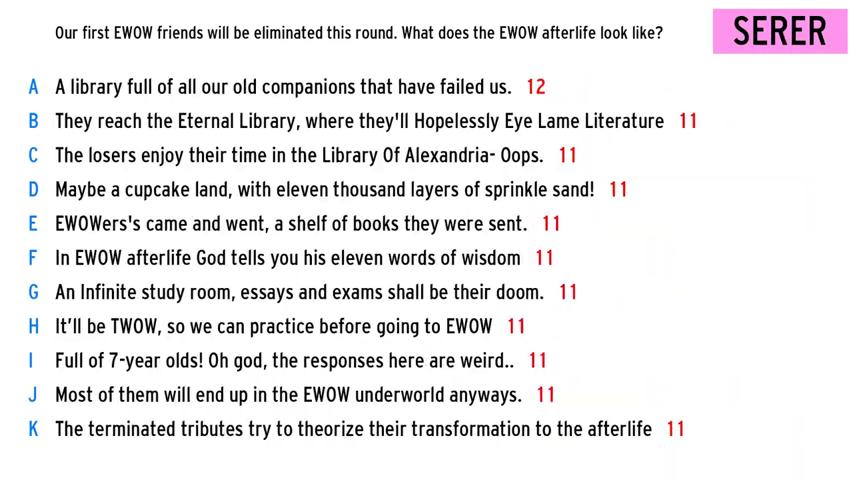 Our first EWOW friends will be eliminated this round. What does the EWOW afterlife look like?
SERER
A A library full of all our old companions that have failed us. 12
B They reach the Eternal Library, where they'll Hopelessly Eye Lame Literature 11
C The losers enjoy their time in the Library Of Alexandria- Oops. 11
D Maybe a cupcake land, with eleven thousand layers of sprinkle sand! 11
E EWOWers's came and went, a shelf of books they were sent. 11
F In EWOW afterlife God tells you his eleven words of wisdom 11
G An Infinite study room, essays and exams shall be their doom. 11
H It’ll be TWOW, so we can practice before going to EWOW 11
I Full of 7-year olds! Oh god, the responses here are weird.. 11
J Most of them will end up in the EWOW underworld anyways. 11
K The terminated tributes try to theorize their transformation to the afterlife 11